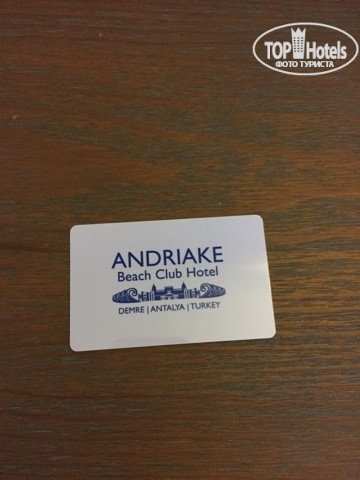 TOP Hotels
ФОТО ТУРИСТА
ANDRIAKE
Beach Club Hotel
DEMRE | ANTALYA | TURKEY